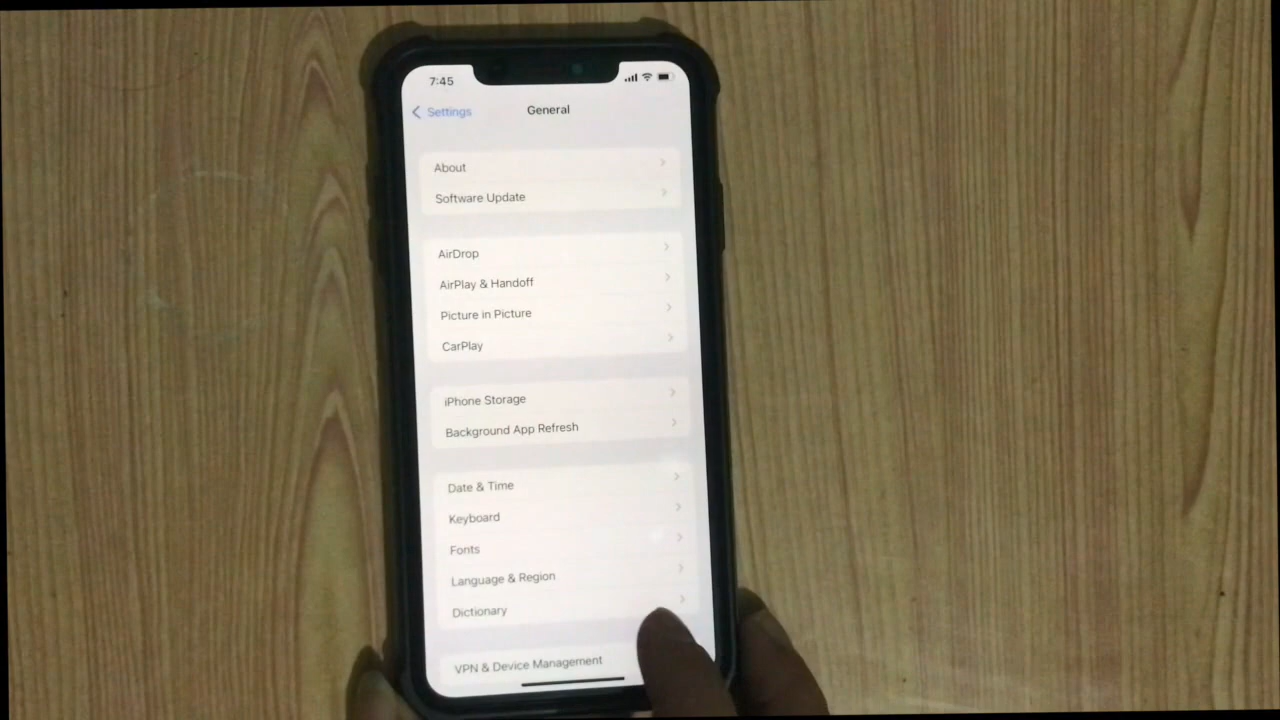 7:45
Settings
General
About
Software Update
AirDrop
AirPlay & Handoff
Picture in Picture
CarPlay
iPhone Storage
Background App Refresh
Date & Time
Keyboard
Fonts
Language & Region
Dictionary
VPN & Device Management